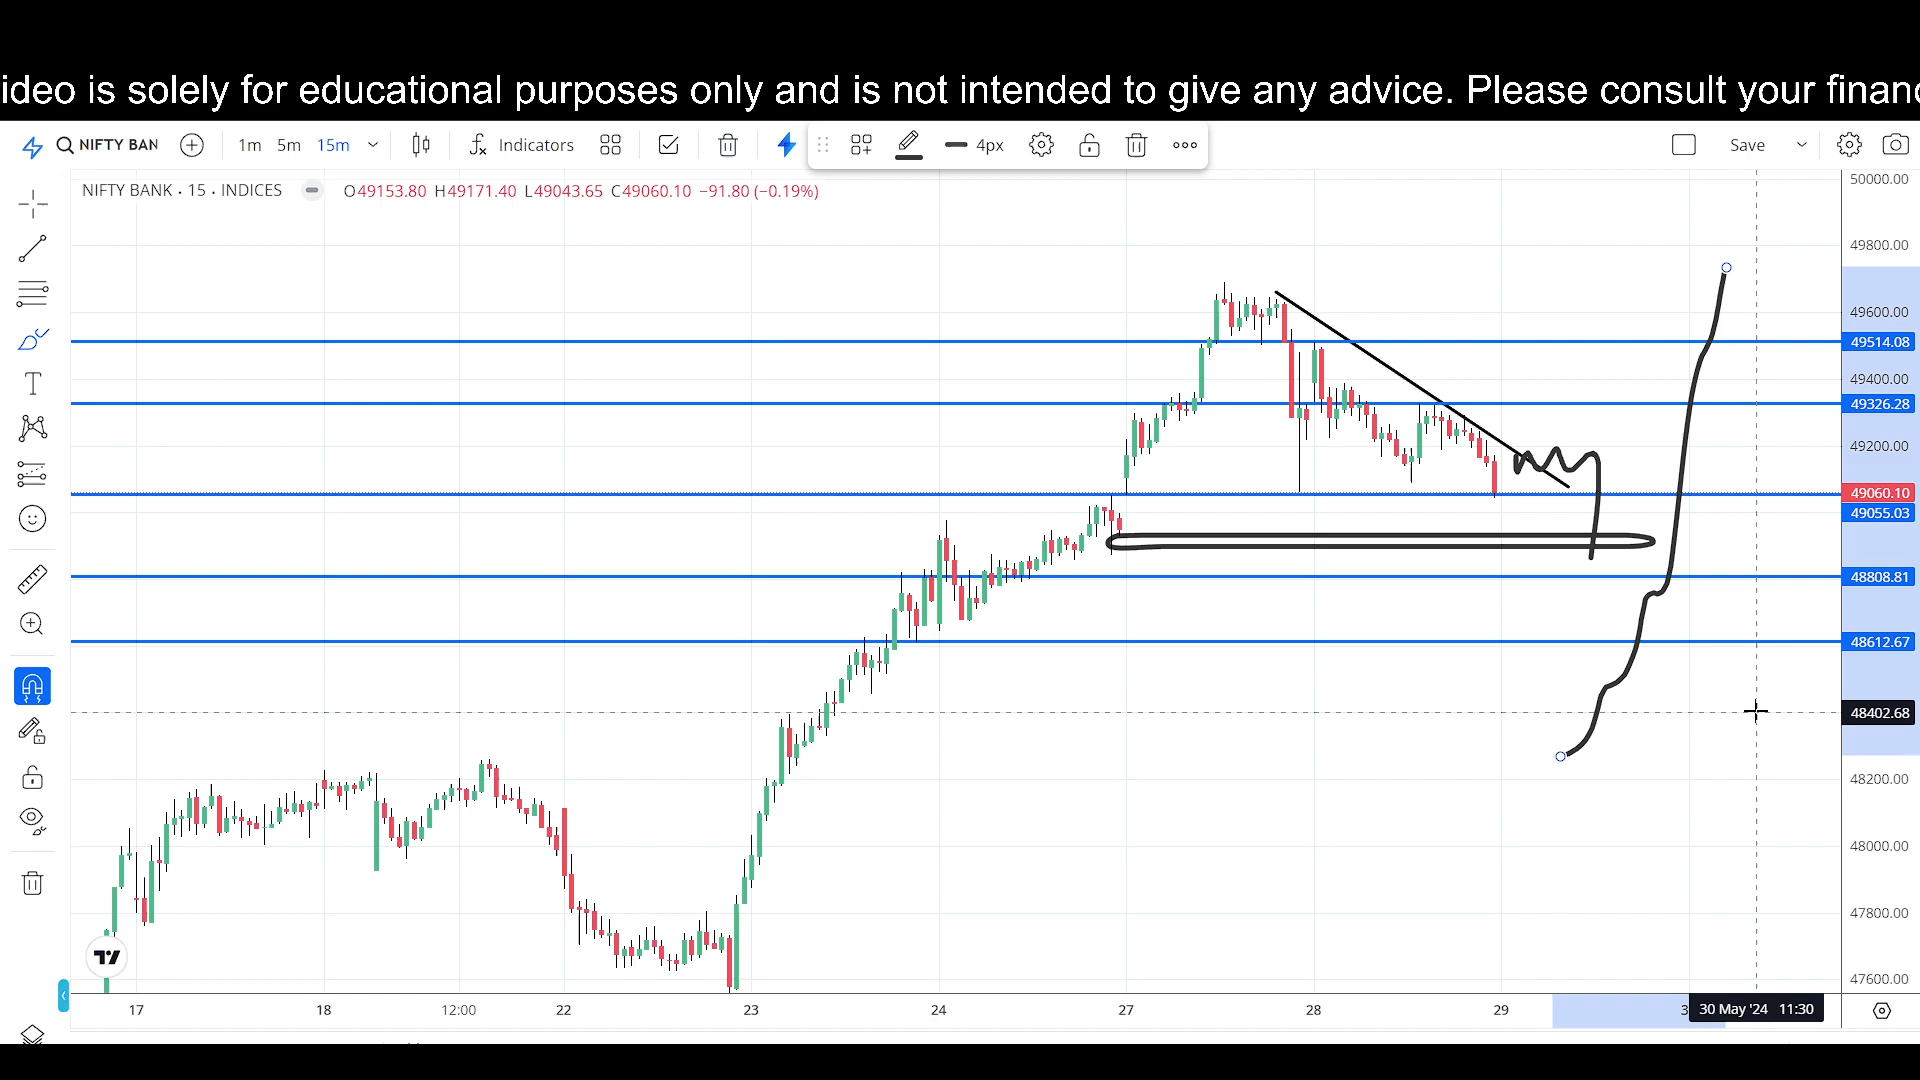 ideo is solely for educational purposes only and is not intended to give any advice. Please consult your financ
NIFTY BAN
1m 5m 15m
Indicators
4px
Save
NIFTY BANK · 15 · INDICES
O49153.80 H49171.40 L49043.65 C49060.10 −91.80 (−0.19%)
50000.00
49800.00
49600.00
49514.08
49400.00
49326.28
49200.00
49060.10
49055.03
48808.81
48612.67
48402.68
48200.00
48000.00
47800.00
47600.00
17 18 12:00 22 23 24 27 28 29 3 30 May '24 11:30